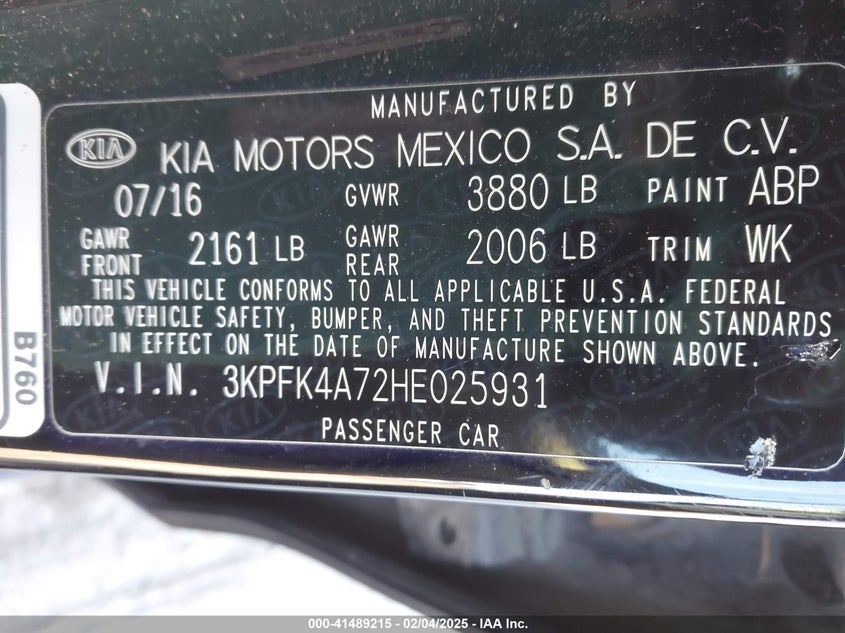 MANUFACTURED BY
KIA KIA MOTORS MEXICO S.A. DE C.V.
07/16 GVWR 3880 LB PAINT ABP
GAWR FRONT 2161 LB GAWR REAR 2006 LB TRIM WK
THIS VEHICLE CONFORMS TO ALL APPLICABLE U.S.A. FEDERAL
MOTOR VEHICLE SAFETY, BUMPER, AND THEFT PREVENTION STANDARDS
IN EFFECT ON THE DATE OF MANUFACTURE SHOWN ABOVE.
V.I.N. 3KPFK4A72HE025931
PASSENGER CAR
B760
000-41489215 - 02/04/2025 - IAA Inc.